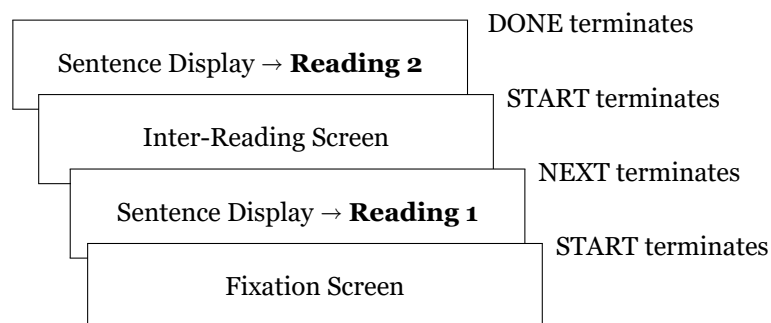 DONE terminates
Sentence Display → Reading 2
START terminates
Inter-Reading Screen
NEXT terminates
Sentence Display → Reading 1
START terminates
Fixation Screen